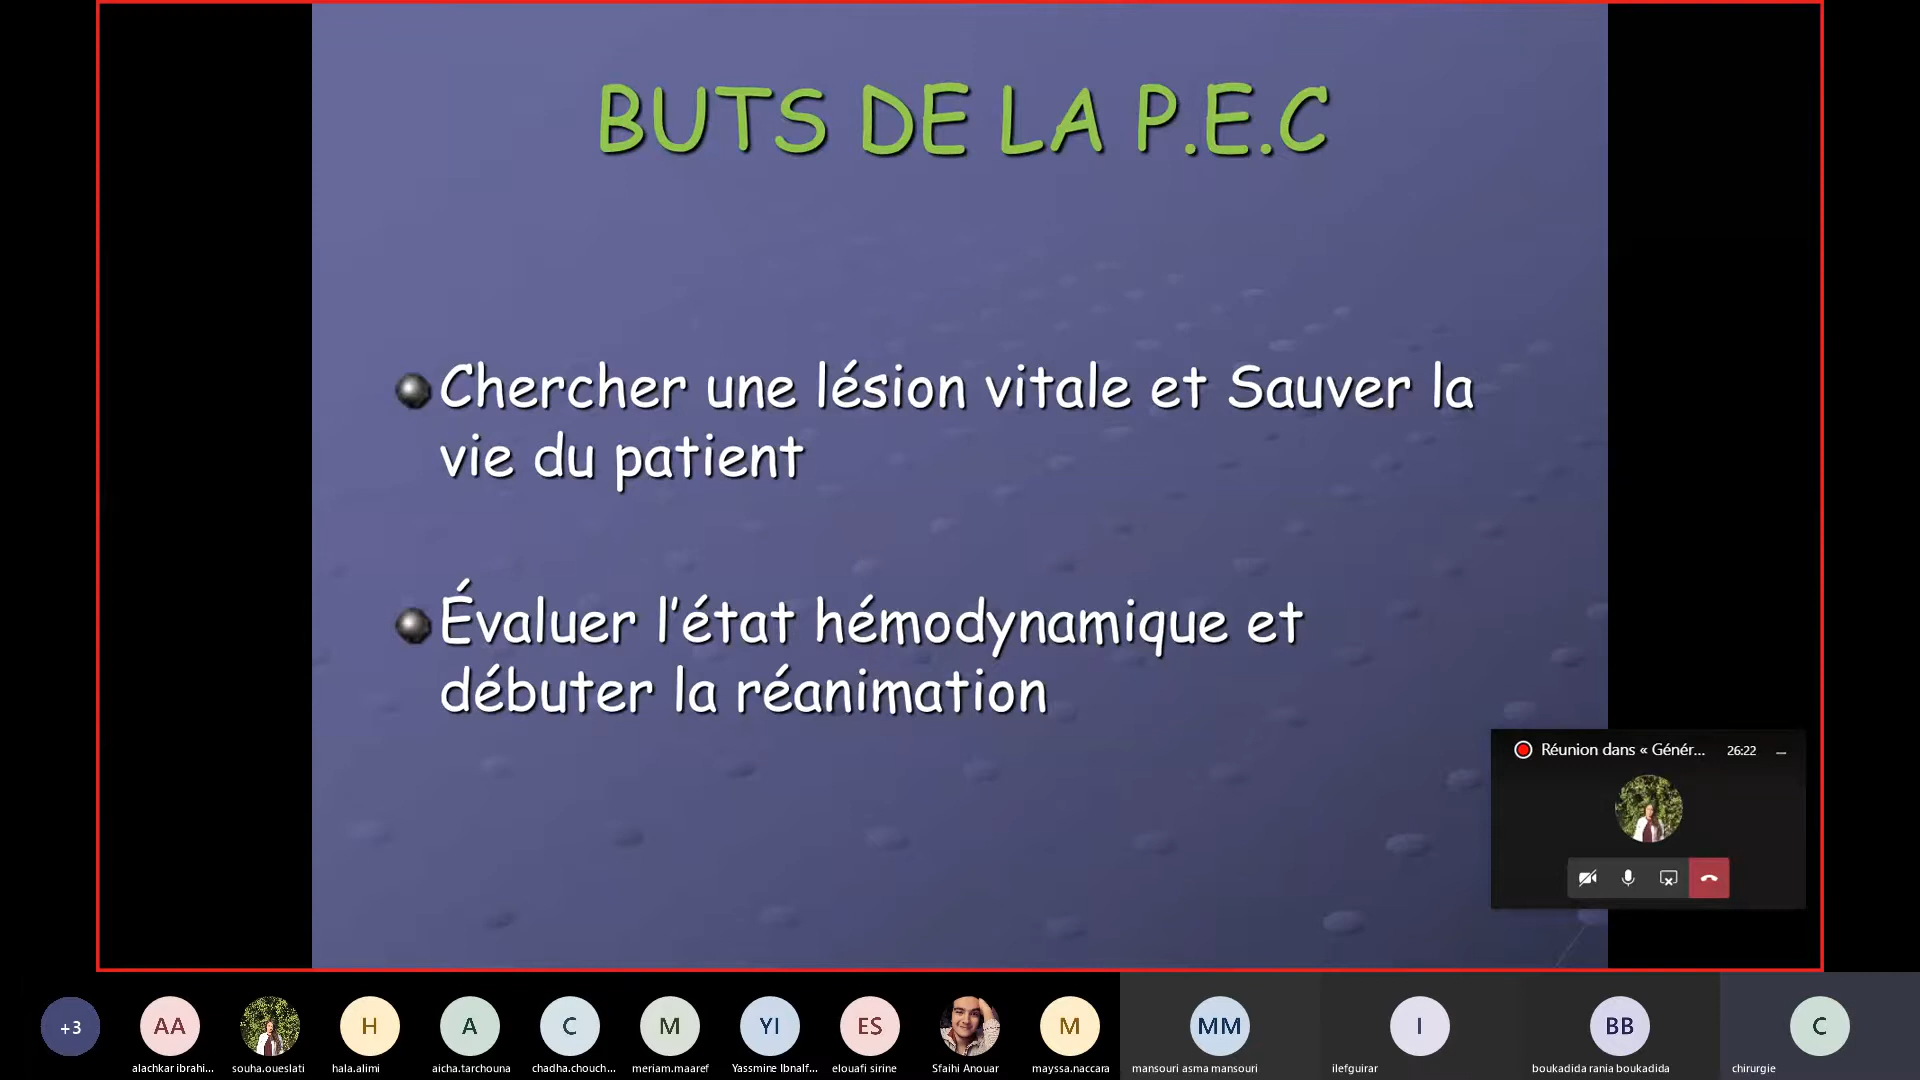 BUTS DE LA P.E.C
Chercher une lésion vitale et Sauver la
vie du patient
Évaluer l'état hémodynamique et
débuter la réanimation
Réunion dans « Génér... 26:22
+3
AA
H
A
C
M
YI
ES
M
MM
I
BB
C
alachkar ibrahi...
souha.oueslati
hala.alimi
aicha.tarchouna
chadha.chouch...
meriam.maaref
Yassmine Ibnalf...
elouafi sirine
Sfaihi Anouar
mayssa.naccara
mansouri asma mansouri
ilefguirar
boukadida rania boukadida
chirurgie